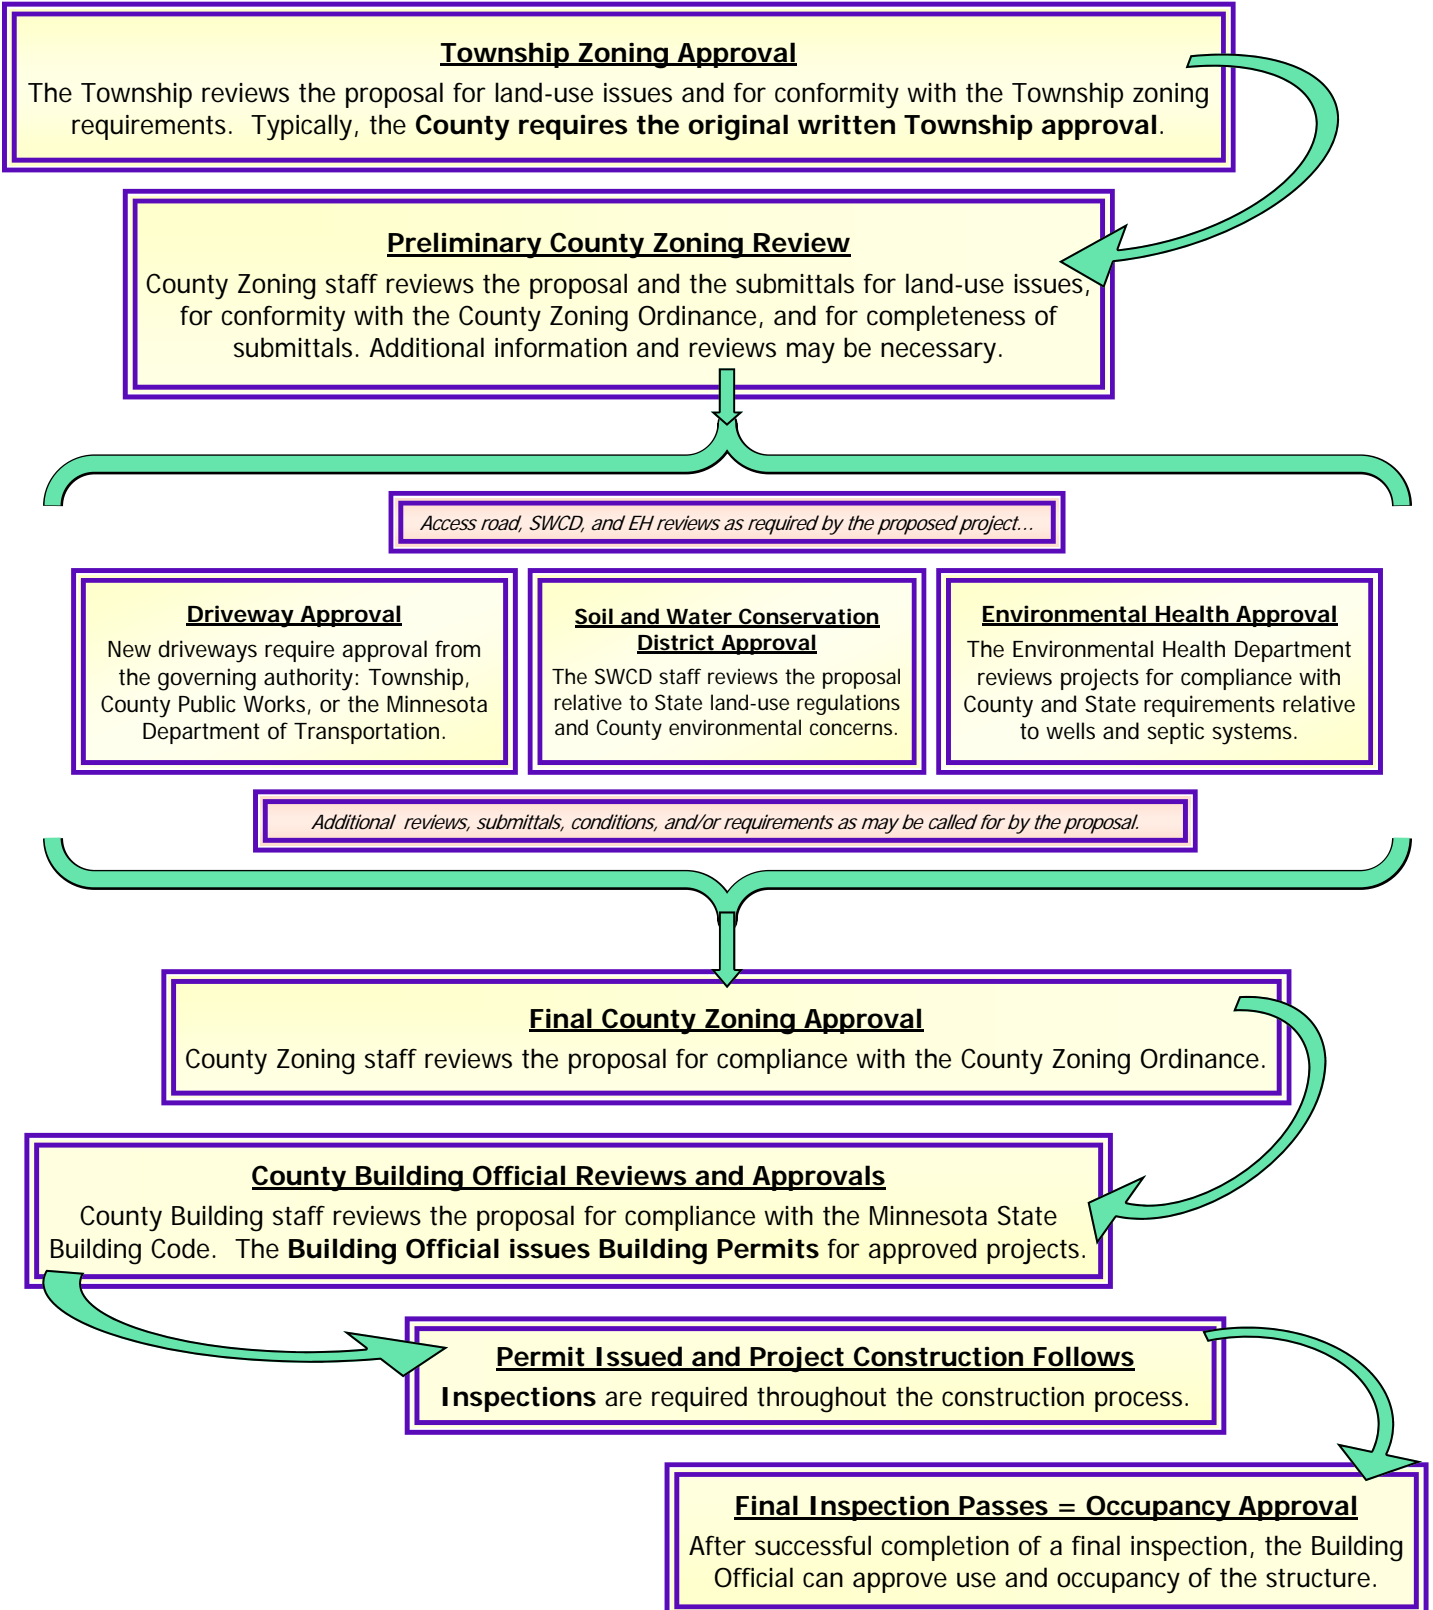 Township Zoning Approval
The Township reviews the proposal for land-use issues and for conformity with the Township zoning
requirements.  Typically, the County requires the original written Township approval.
Preliminary County Zoning Review
County Zoning staff reviews the proposal and the submittals for land-use issues,
for conformity with the County Zoning Ordinance, and for completeness of
submittals. Additional information and reviews may be necessary.
Access road, SWCD, and EH reviews as required by the proposed project…
Driveway Approval
New driveways require approval from
the governing authority: Township,
County Public Works, or the Minnesota
Department of Transportation.
Soil and Water Conservation
District Approval
The SWCD staff reviews the proposal
relative to State land-use regulations
and County environmental concerns.
Environmental Health Approval
The Environmental Health Department
reviews projects for compliance with
County and State requirements relative
to wells and septic systems.
Additional  reviews, submittals, conditions, and/or requirements as may be called for by the proposal.
Final County Zoning Approval
County Zoning staff reviews the proposal for compliance with the County Zoning Ordinance.
County Building Official Reviews and Approvals
County Building staff reviews the proposal for compliance with the Minnesota State
Building Code.  The Building Official issues Building Permits for approved projects.
Permit Issued and Project Construction Follows
Inspections are required throughout the construction process.
Final Inspection Passes = Occupancy Approval
After successful completion of a final inspection, the Building
Official can approve use and occupancy of the structure.